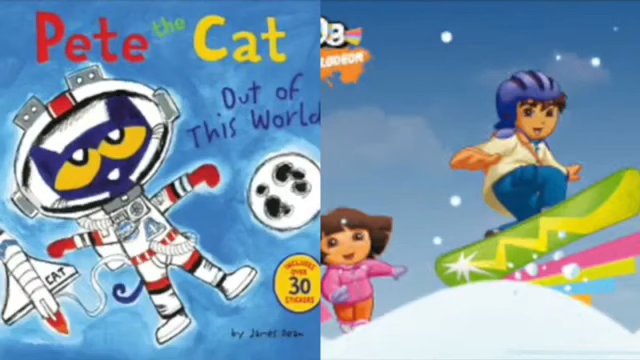 Pete the Cat
Out of
This World
CAT
INCLUDES
OVER
30
STICKERS
by James Dean